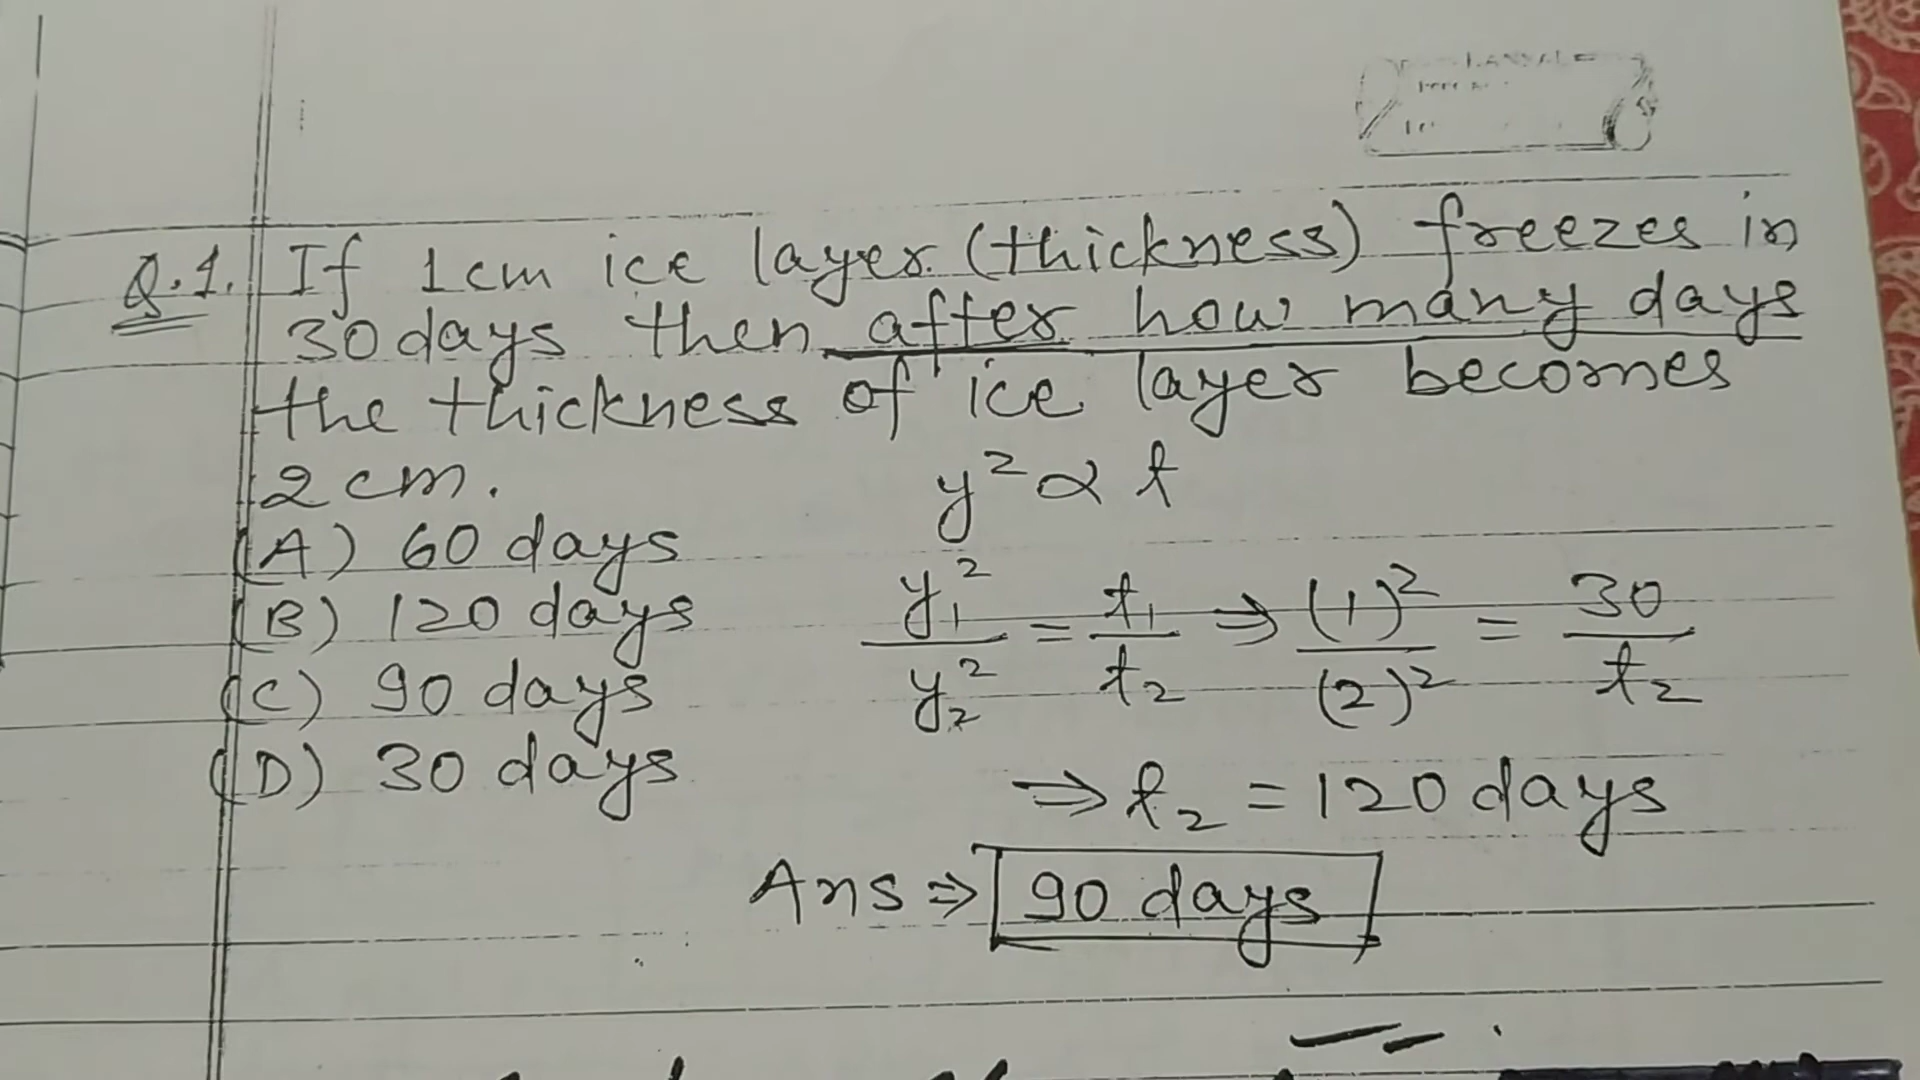 Q.1. If 1cm ice layer (thickness) freezes in
30 days then after how many days
the thickness of ice layer becomes
2 cm.
y² ∝ t
(A) 60 days
(B) 120 days
(C) 90 days
(D) 30 days
y₁²/y₂² = t₁/t₂ ⇒ (1)²/(2)² = 30/t₂
⇒ t₂ = 120 days
Ans ⇒ 90 days